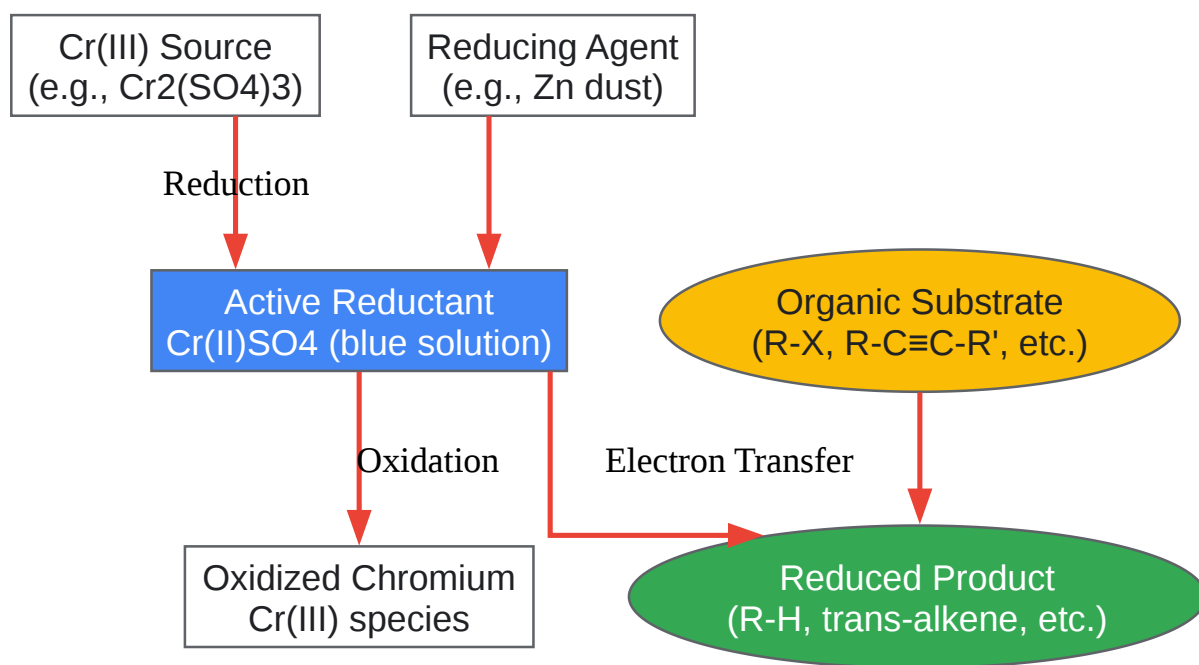 Cr(III) Source
(e.g., Cr2(SO4)3)
Reducing Agent
(e.g., Zn dust)
Reduction
Active Reductant
Cr(II)SO4 (blue solution)
Organic Substrate
(R-X, R-C≡C-R', etc.)
Oxidation
Electron Transfer
Oxidized Chromium
Cr(III) species
Reduced Product
(R-H, trans-alkene, etc.)